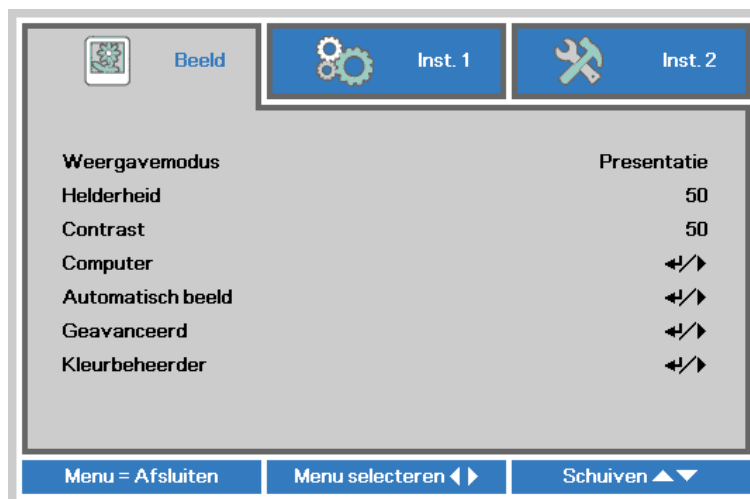 Beeld Inst. 1 Inst. 2
Weergavemodus Presentatie
Helderheid 50
Contrast 50
Computer ↵/▶
Automatisch beeld ↵/▶
Geavanceerd ↵/▶
Kleurbeheerder ↵/▶
Menu = Afsluiten Menu selecteren ◀▶ Schuiven ▲▼